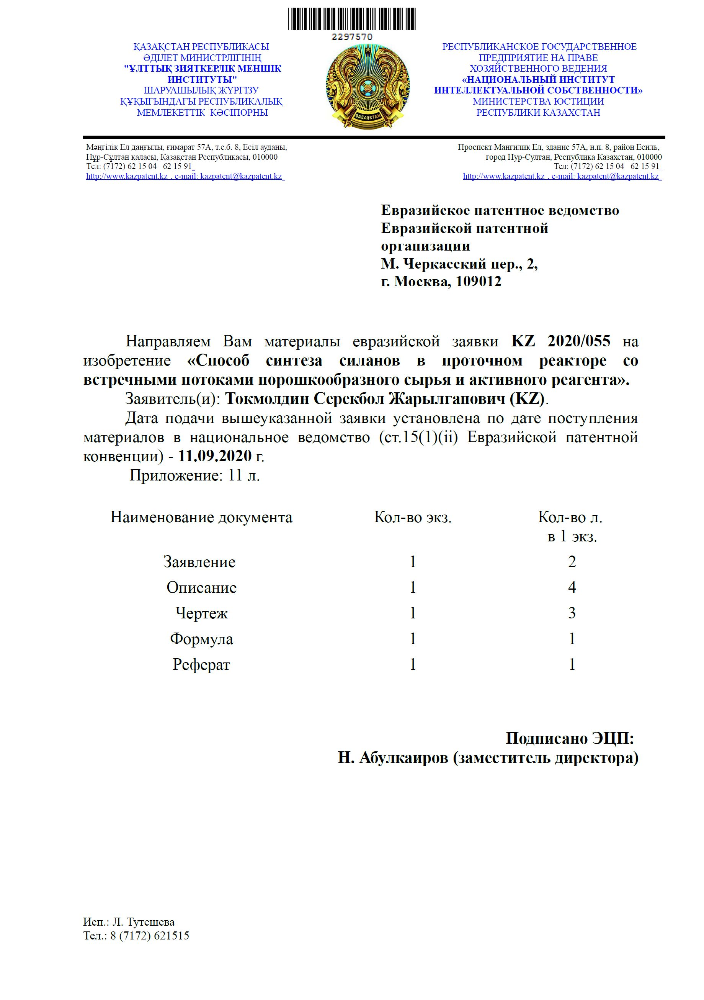 2297570
ҚАЗАҚСТАН РЕСПУБЛИКАСЫ
ӘДІЛЕТ МИНИСТРЛІГІНІҢ
"ҰЛТТЫҚ ЗИЯТКЕРЛІК МЕНШІК
ИНСТИТУТЫ"
ШАРУАШЫЛЫҚ ЖҮРГІЗУ
ҚҰҚЫҒЫНДАҒЫ РЕСПУБЛИКАЛЫҚ
МЕМЛЕКЕТТІК КӘСІПОРНЫ
QAZAQSTAN
РЕСПУБЛИКАНСКОЕ ГОСУДАРСТВЕННОЕ
ПРЕДПРИЯТИЕ НА ПРАВЕ
ХОЗЯЙСТВЕННОГО ВЕДЕНИЯ
«НАЦИОНАЛЬНЫЙ ИНСТИТУТ
ИНТЕЛЛЕКТУАЛЬНОЙ СОБСТВЕННОСТИ»
МИНИСТЕРСТВА ЮСТИЦИИ
РЕСПУБЛИКИ КАЗАХСТАН
Мәңгілік Ел даңғылы, ғимарат 57А, т.е.б. 8, Есіл ауданы,
Нұр-Сұлтан қаласы, Қазақстан Республикасы, 010000
Тел: (7172) 62 15 04 62 15 91
http://www.kazpatent.kz , e-mail: kazpatent@kazpatent.kz
Проспект Мангилик Ел, здание 57А, н.п. 8, район Есиль,
город Нур-Султан, Республика Казахстан, 010000
Тел: (7172) 62 15 04 62 15 91
http://www.kazpatent.kz , e-mail: kazpatent@kazpatent.kz
Евразийское патентное ведомство
Евразийской патентной
организации
М. Черкасский пер., 2,
г. Москва, 109012
Направляем Вам материалы евразийской заявки KZ 2020/055 на
изобретение «Способ синтеза силанов в проточном реакторе со
встречными потоками порошкообразного сырья и активного реагента».
Заявитель(и): Токмолдин Серекбол Жарылгапович (KZ).
Дата подачи вышеуказанной заявки установлена по дате поступления
материалов в национальное ведомство (ст.15(1)(ii) Евразийской патентной
конвенции) - 11.09.2020 г.
Приложение: 11 л.
Наименование документа Кол-во экз. Кол-во л.
в 1 экз.
Заявление 1 2
Описание 1 4
Чертеж 1 3
Формула 1 1
Реферат 1 1
Подписано ЭЦП:
Н. Абулкаиров (заместитель директора)
Исп.: Л. Тутешева
Тел.: 8 (7172) 621515